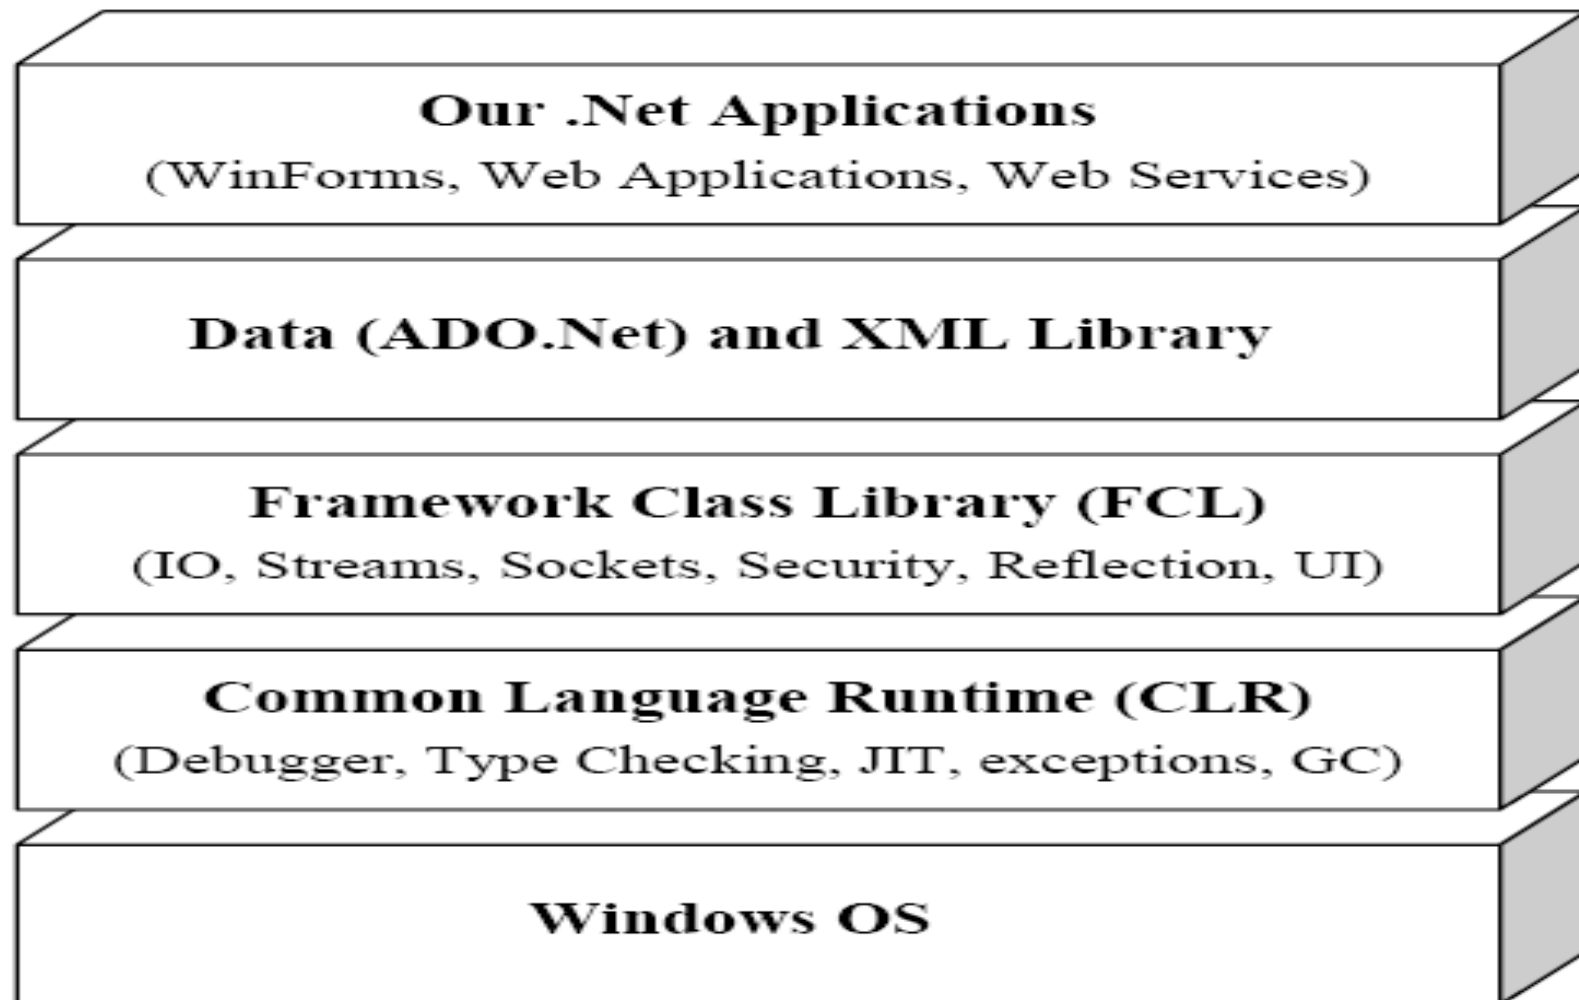 Our .Net Applications
(WinForms, Web Applications, Web Services)
Data (ADO.Net) and XML Library
Framework Class Library (FCL)
(IO, Streams, Sockets, Security, Reflection, UI)
Common Language Runtime (CLR)
(Debugger, Type Checking, JIT, exceptions, GC)
Windows OS